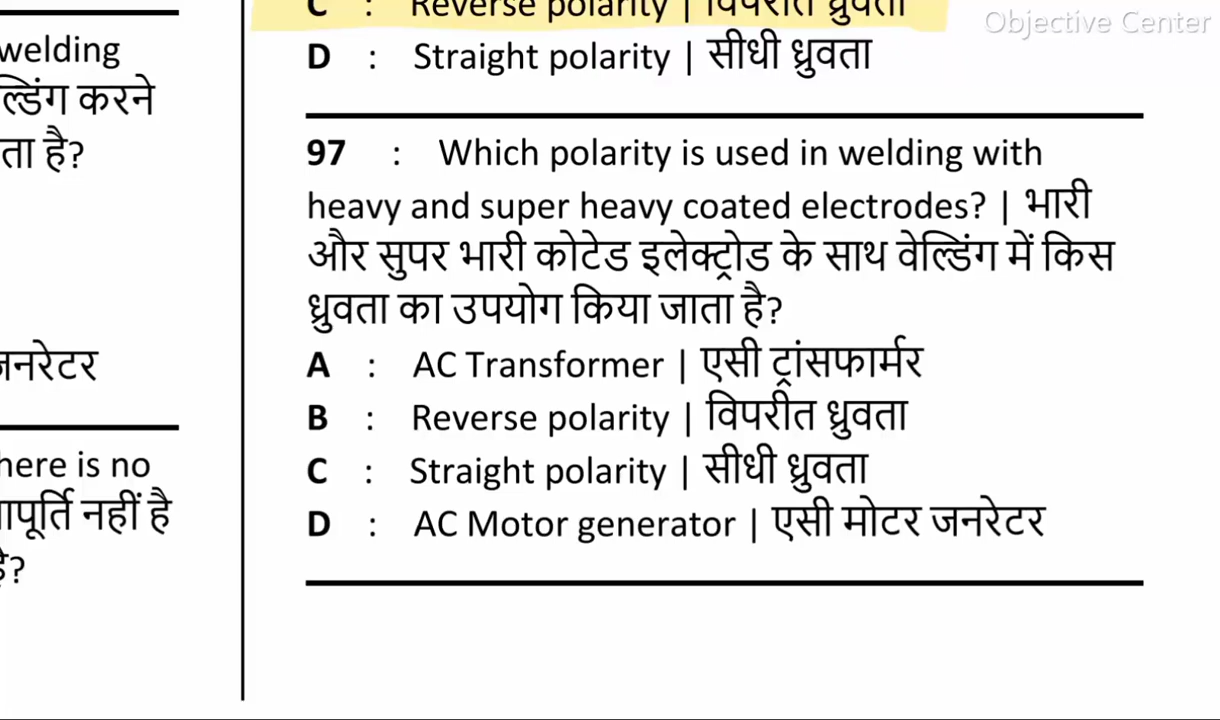 welding
ल्डिंग करने
ता है?
जनरेटर
here is no
ापूर्ति नहीं है
है?
C : Reverse polarity | विपरीत ध्रुवता
Objective Center
D : Straight polarity | सीधी ध्रुवता
97 : Which polarity is used in welding with
heavy and super heavy coated electrodes? | भारी
और सुपर भारी कोटेड इलेक्ट्रोड के साथ वेल्डिंग में किस
ध्रुवता का उपयोग किया जाता है?
A : AC Transformer | एसी ट्रांसफार्मर
B : Reverse polarity | विपरीत ध्रुवता
C : Straight polarity | सीधी ध्रुवता
D : AC Motor generator | एसी मोटर जनरेटर